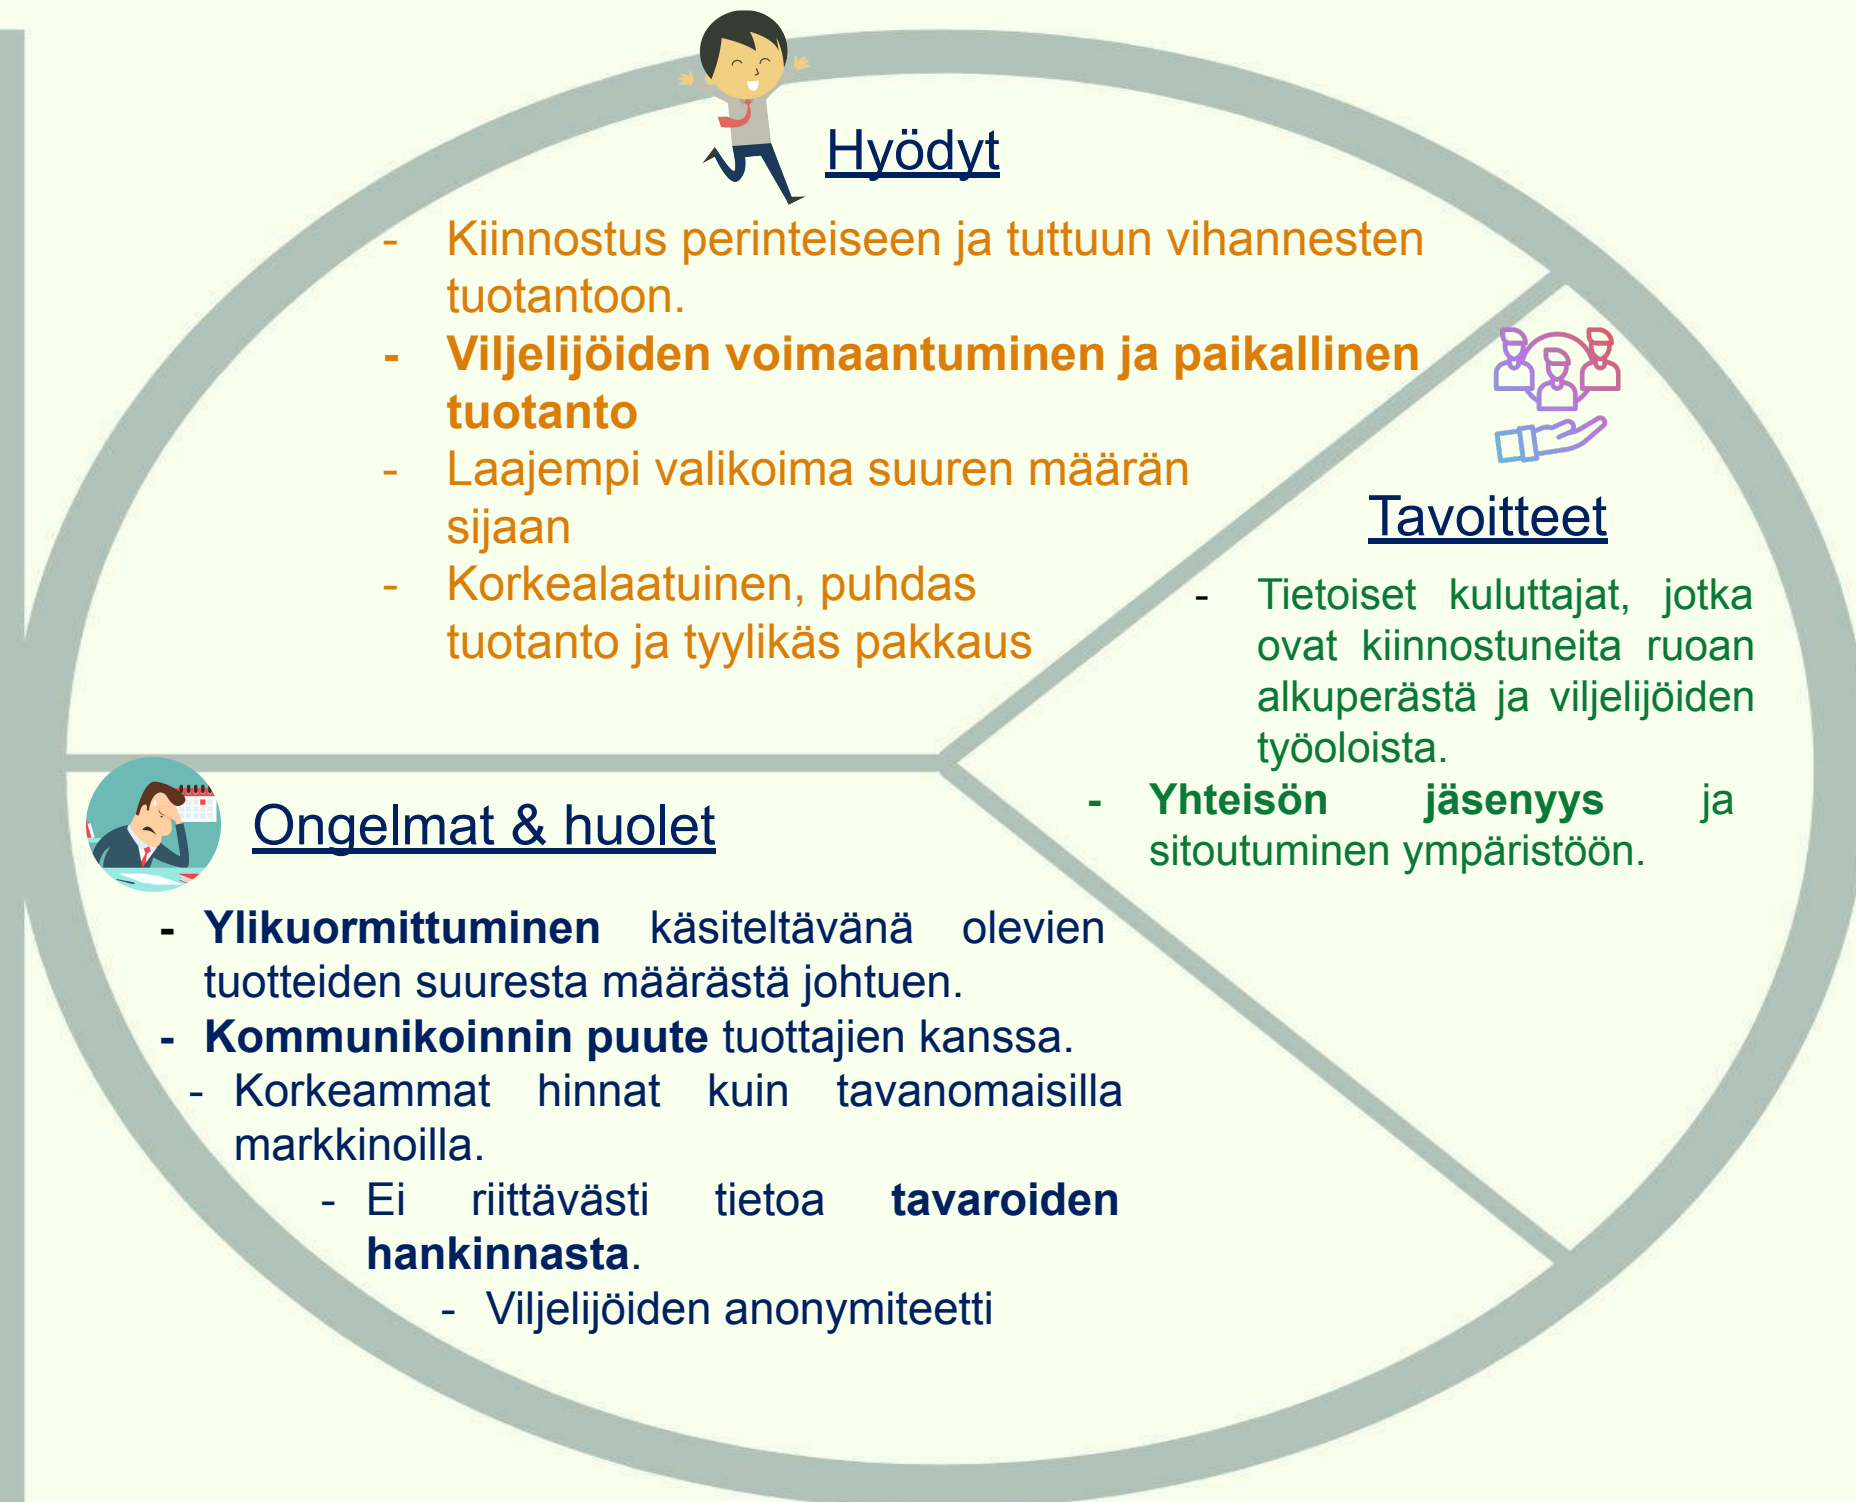 Hyödyt
- Kiinnostus perinteiseen ja tuttuun vihannesten
tuotantoon.
- Viljelijöiden voimaantuminen ja paikallinen
tuotanto
- Laajempi valikoima suuren määrän
sijaan
- Korkealaatuinen, puhdas
tuotanto ja tyylikäs pakkaus
Tavoitteet
- Tietoiset kuluttajat, jotka
ovat kiinnostuneita ruoan
alkuperästä ja viljelijöiden
työoloista.
- Yhteisön jäsenyys ja
sitoutuminen ympäristöön.
Ongelmat & huolet
- Ylikuormittuminen käsiteltävänä olevien
tuotteiden suuresta määrästä johtuen.
- Kommunikoinnin puute tuottajien kanssa.
- Korkeammat hinnat kuin tavanomaisilla
markkinoilla.
- Ei riittävästi tietoa tavaroiden
hankinnasta.
- Viljelijöiden anonymiteetti